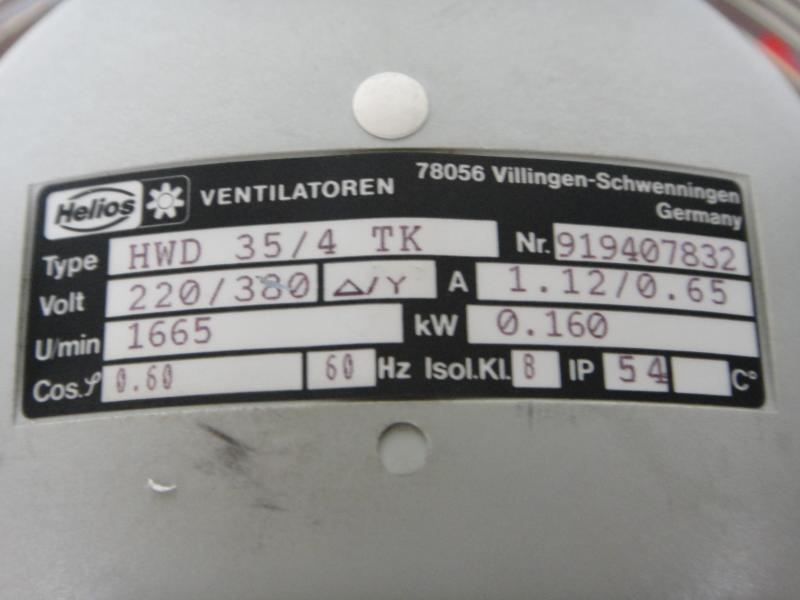 Helios VENTILATOREN 78056 Villingen-Schwenningen
Germany
Type HWD 35/4 TK Nr. 919407832
Volt 220/380 △/Y A 1.12/0.65
U/min 1665 kW 0.160
Cos.φ 0.60 60 Hz Isol.Kl. B IP 54 C°